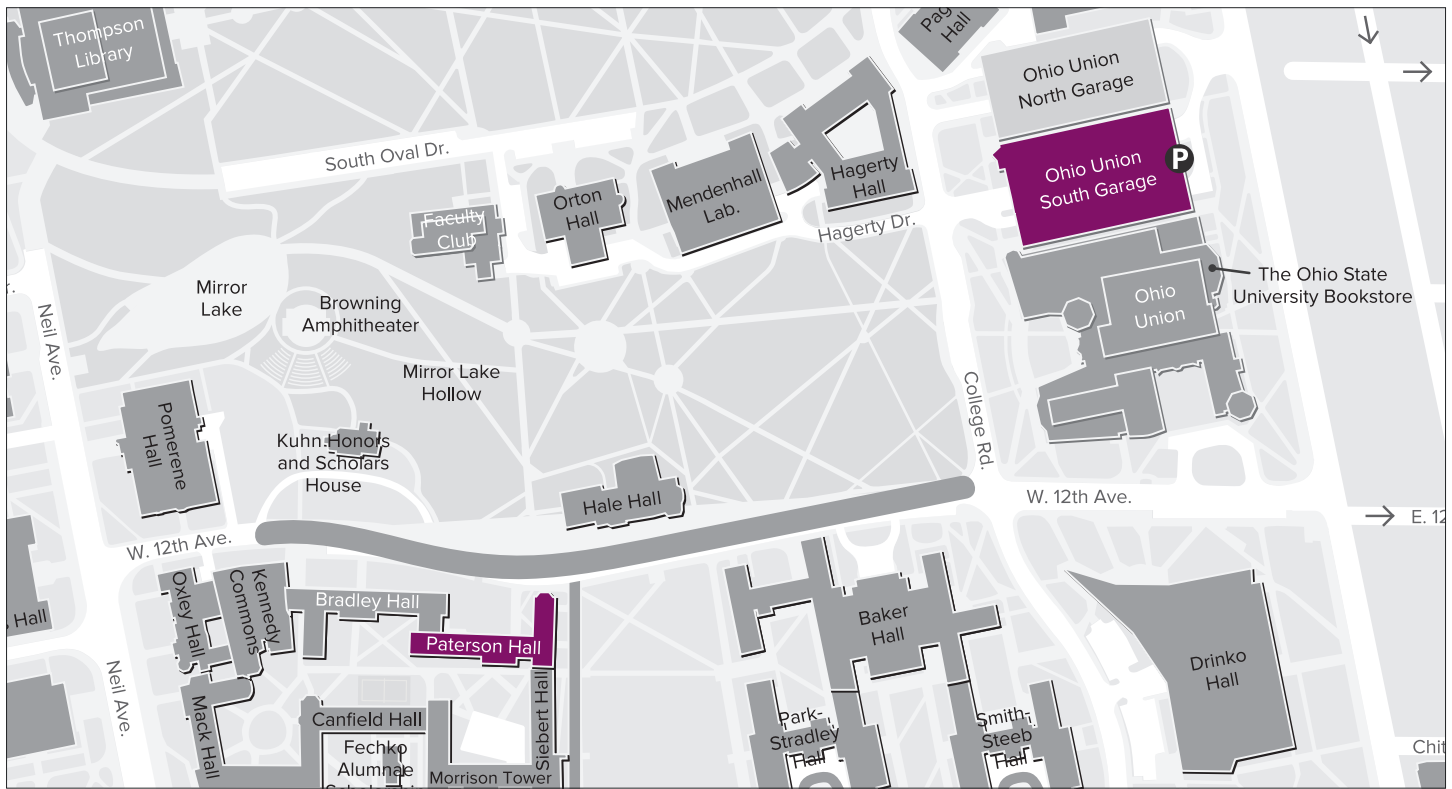 Thompson
Library
Hall
Ohio Union
North Garage
South Oval Dr.
Ohio Union
South Garage
P
Hagerty
Hall
Mendenhall
Lab.
Orton
Hall
Faculty
Club
Hagerty Dr.
The Ohio State
University Bookstore
Ohio
Union
Mirror
Lake
Browning
Amphitheater
Neil Ave.
Mirror Lake
Hollow
College Rd.
Pomerene
Hall
Kuhn Honors
and Scholars
House
Hale Hall
W. 12th Ave.
E. 12
W. 12th Ave.
Oxley Hall
Kennedy
Commons
Bradley Hall
Paterson Hall
Baker
Hall
Hall
Drinko
Hall
Neil Ave.
Mack Hall
Canfield Hall
Siebert Hall
Fechko
Alumnae
Morrison Tower
Park-
Stradley
Hall
Smith-
Steeb
Hall
Chit